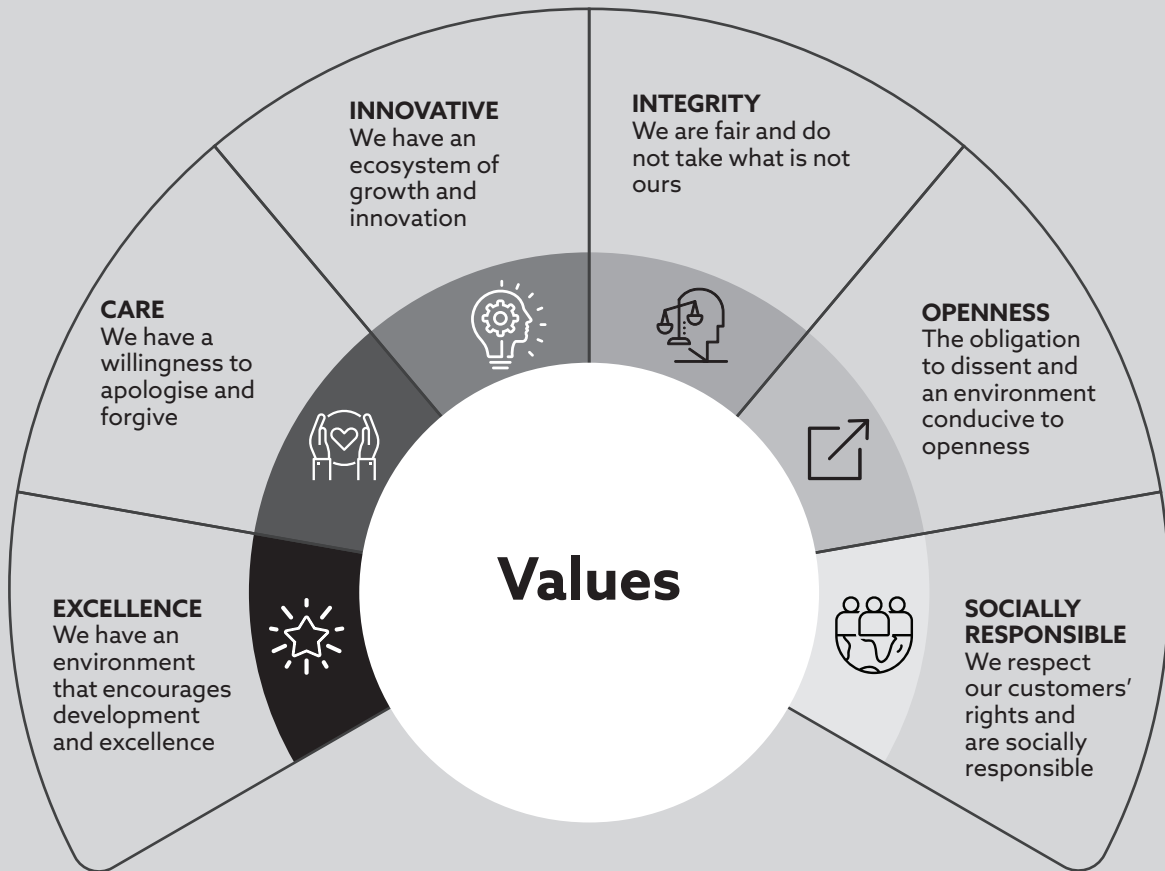 INNOVATIVE
We have an
ecosystem of
growth and
innovation
INTEGRITY
We are fair and do
not take what is not
ours
CARE
We have a
willingness to
apologise and
forgive
OPENNESS
The obligation
to dissent and
an environment
conducive to
openness
Values
EXCELLENCE
We have an
environment
that encourages
development
and excellence
SOCIALLY
RESPONSIBLE
We respect
our customers’
rights and
are socially
responsible